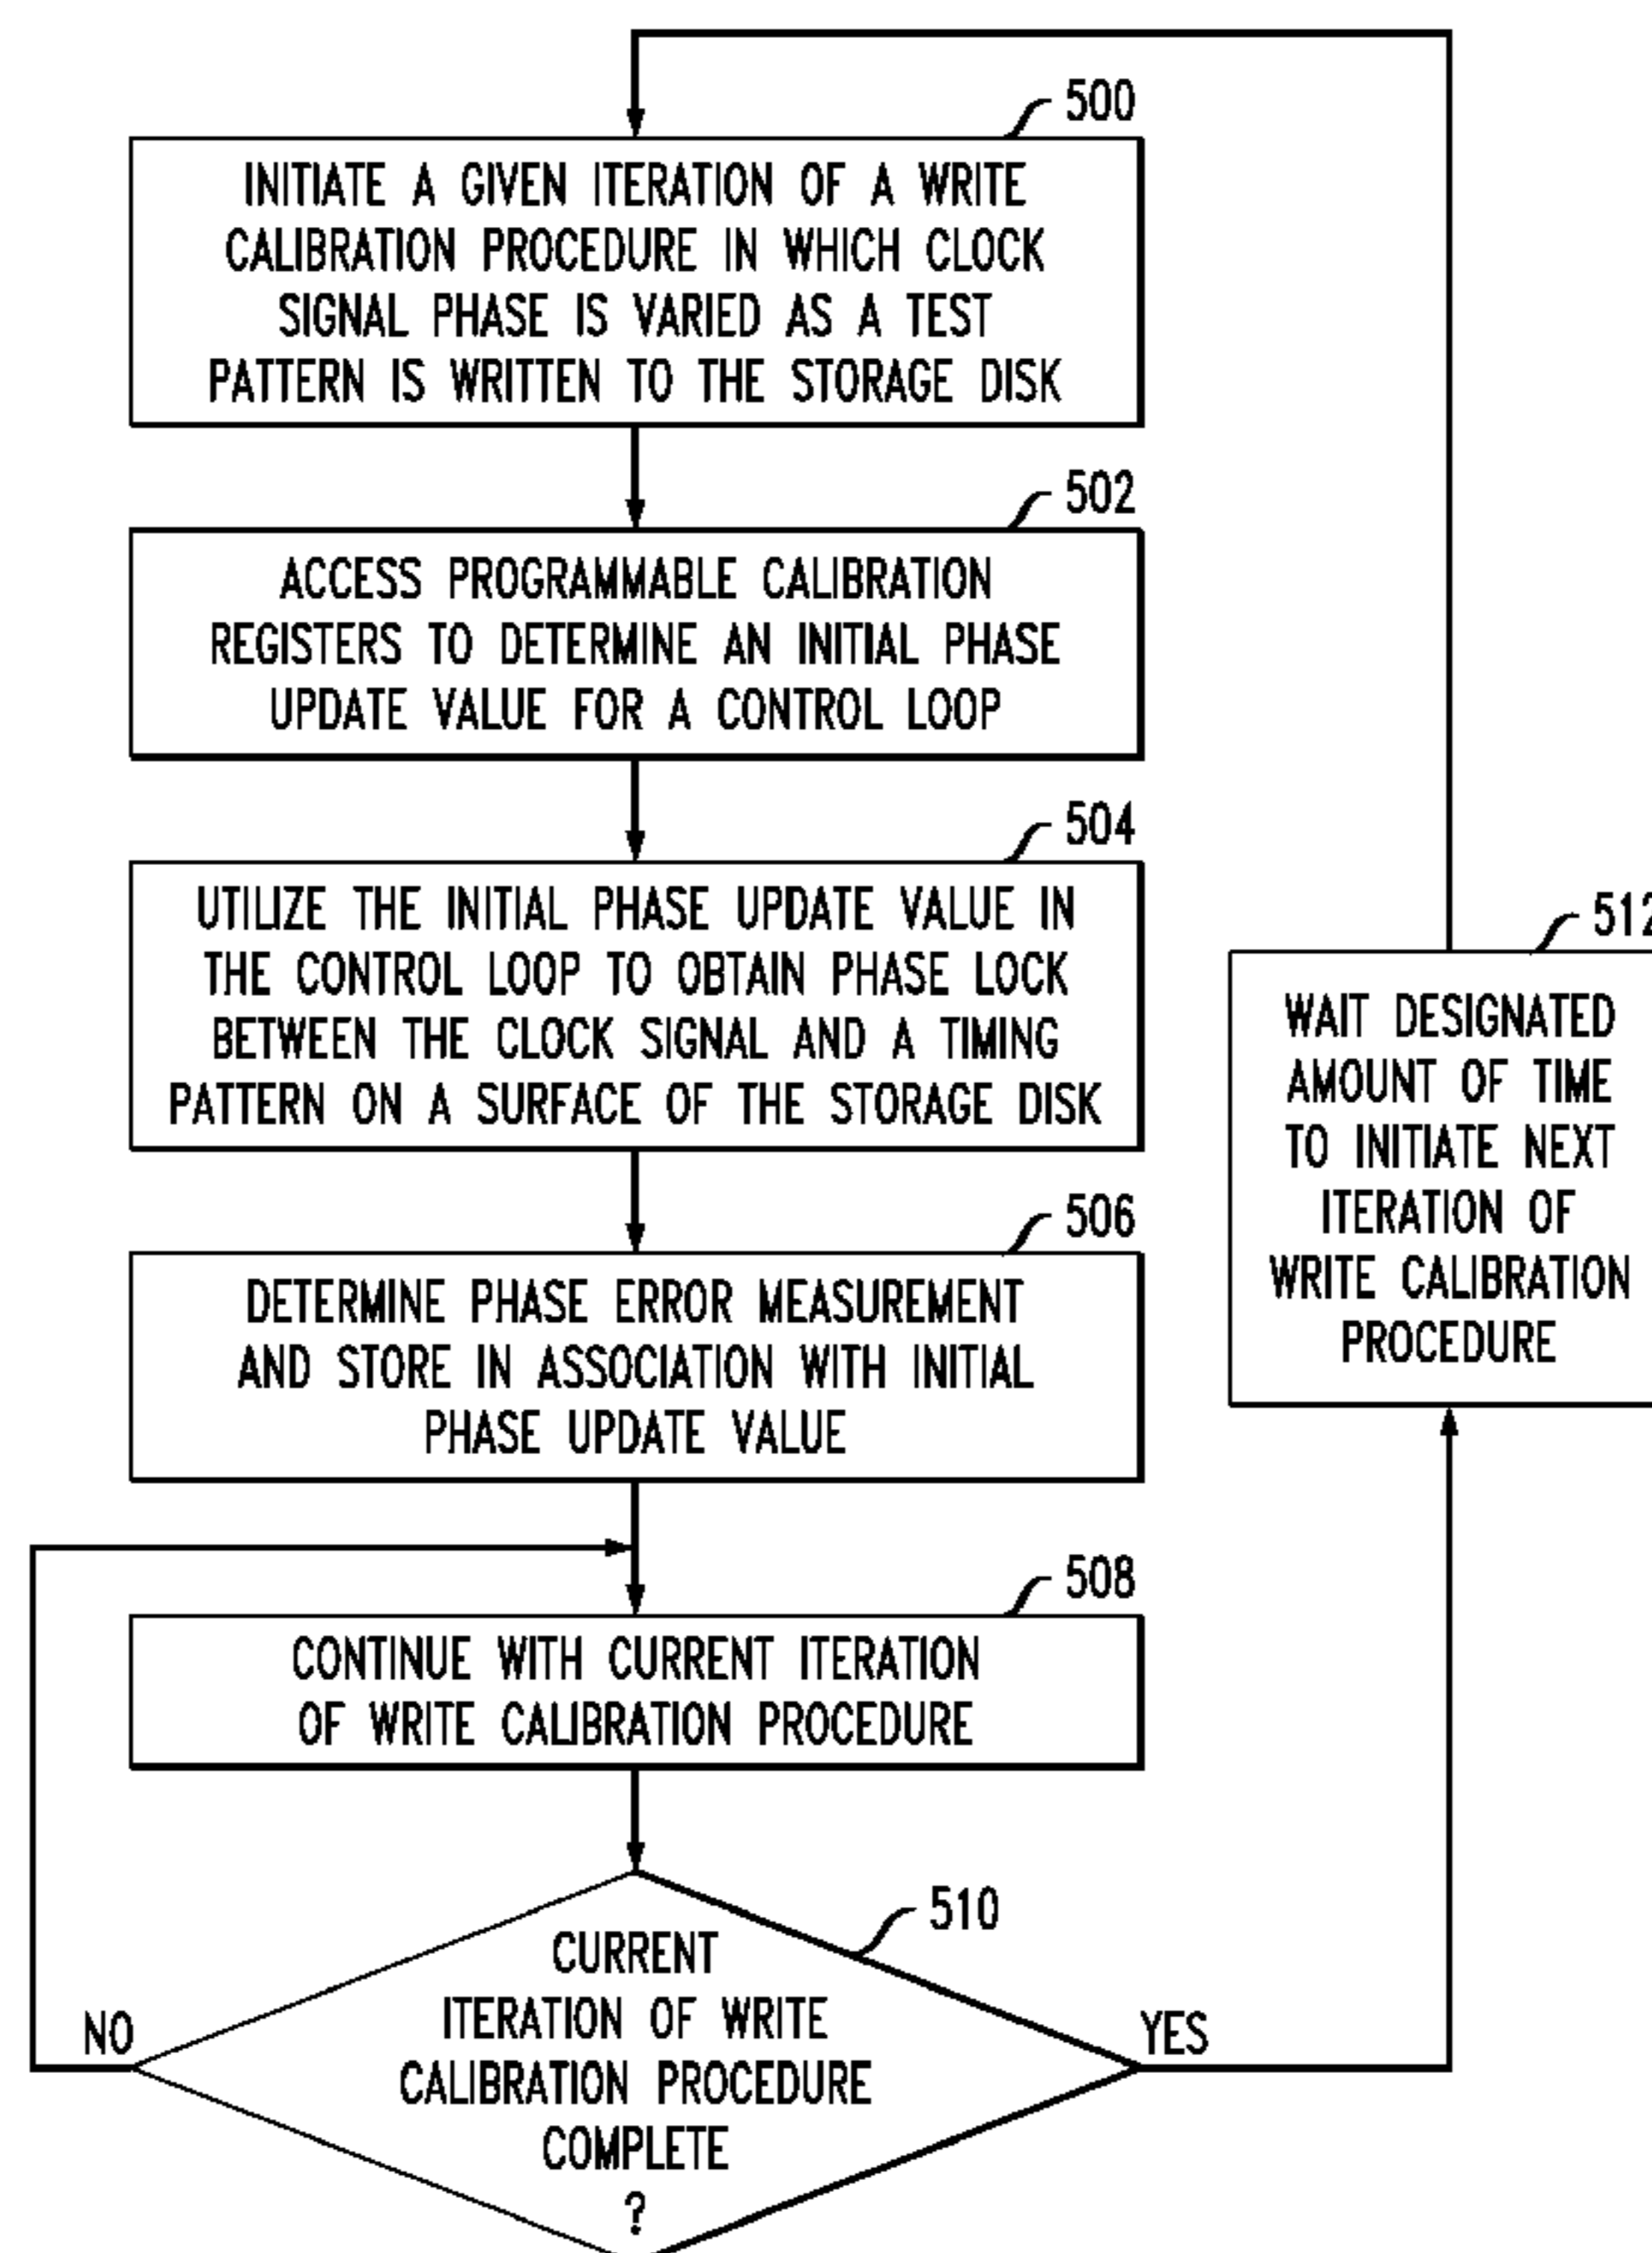 500
INITIATE A GIVEN ITERATION OF A WRITE
CALIBRATION PROCEDURE IN WHICH CLOCK
SIGNAL PHASE IS VARIED AS A TEST
PATTERN IS WRITTEN TO THE STORAGE DISK
502
ACCESS PROGRAMMABLE CALIBRATION
REGISTERS TO DETERMINE AN INITIAL PHASE
UPDATE VALUE FOR A CONTROL LOOP
504
UTILIZE THE INITIAL PHASE UPDATE VALUE IN
THE CONTROL LOOP TO OBTAIN PHASE LOCK
BETWEEN THE CLOCK SIGNAL AND A TIMING
PATTERN ON A SURFACE OF THE STORAGE DISK
506
DETERMINE PHASE ERROR MEASUREMENT
AND STORE IN ASSOCIATION WITH INITIAL
PHASE UPDATE VALUE
508
CONTINUE WITH CURRENT ITERATION
OF WRITE CALIBRATION PROCEDURE
510
CURRENT
ITERATION OF WRITE
CALIBRATION PROCEDURE
COMPLETE
?
NO
YES
512
WAIT DESIGNATED
AMOUNT OF TIME
TO INITIATE NEXT
ITERATION OF
WRITE CALIBRATION
PROCEDURE